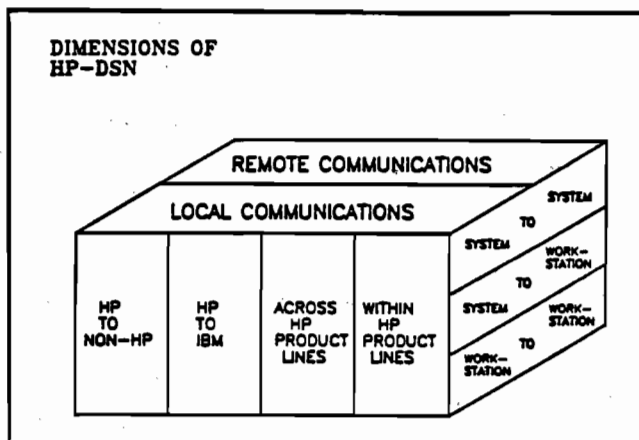 DIMENSIONS OF
HP-DSN
REMOTE COMMUNICATIONS
LOCAL COMMUNICATIONS
HP
TO
NON-HP
HP
TO
IBM
ACROSS
HP
PRODUCT
LINES
WITHIN
HP
PRODUCT
LINES
SYSTEM
TO
SYSTEM
SYSTEM
TO
WORK-
STATION
WORK-
STATION
TO
WORK-
STATION